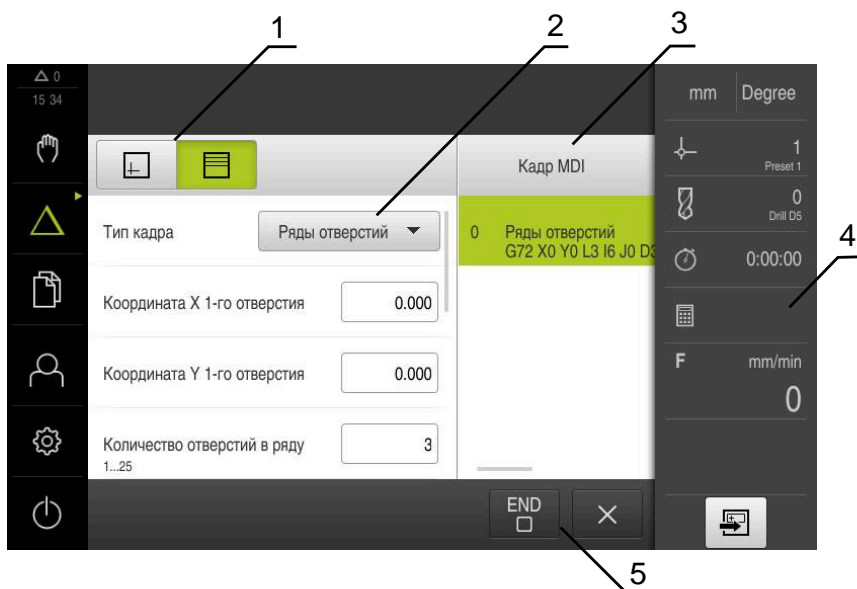 1
2
3
△ 0
15 34
mm Degree
Кадр MDI
1
Preset 1
Тип кадра
Ряды отверстий
0 Ряды отверстий
G72 X0 Y0 L3 I6 J0 D3
0
Drill D5
4
0:00:00
Координата X 1-го отверстия
0.000
F mm/min
0
Координата Y 1-го отверстия
0.000
Количество отверстий в ряду
3
1...25
END
5